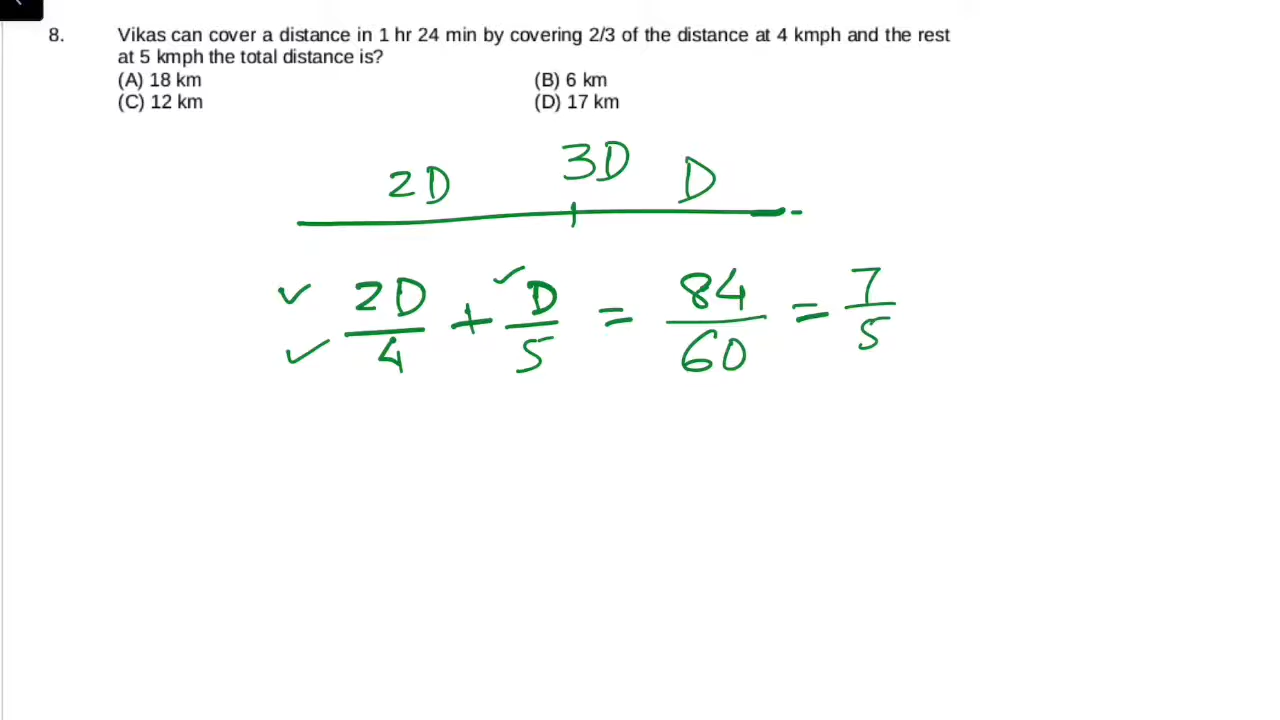 8. Vikas can cover a distance in 1 hr 24 min by covering 2/3 of the distance at 4 kmph and the rest
at 5 kmph the total distance is?
(A) 18 km (B) 6 km
(C) 12 km (D) 17 km
2D 3D D
2D/4 + D/5 = 84/60 = 7/5